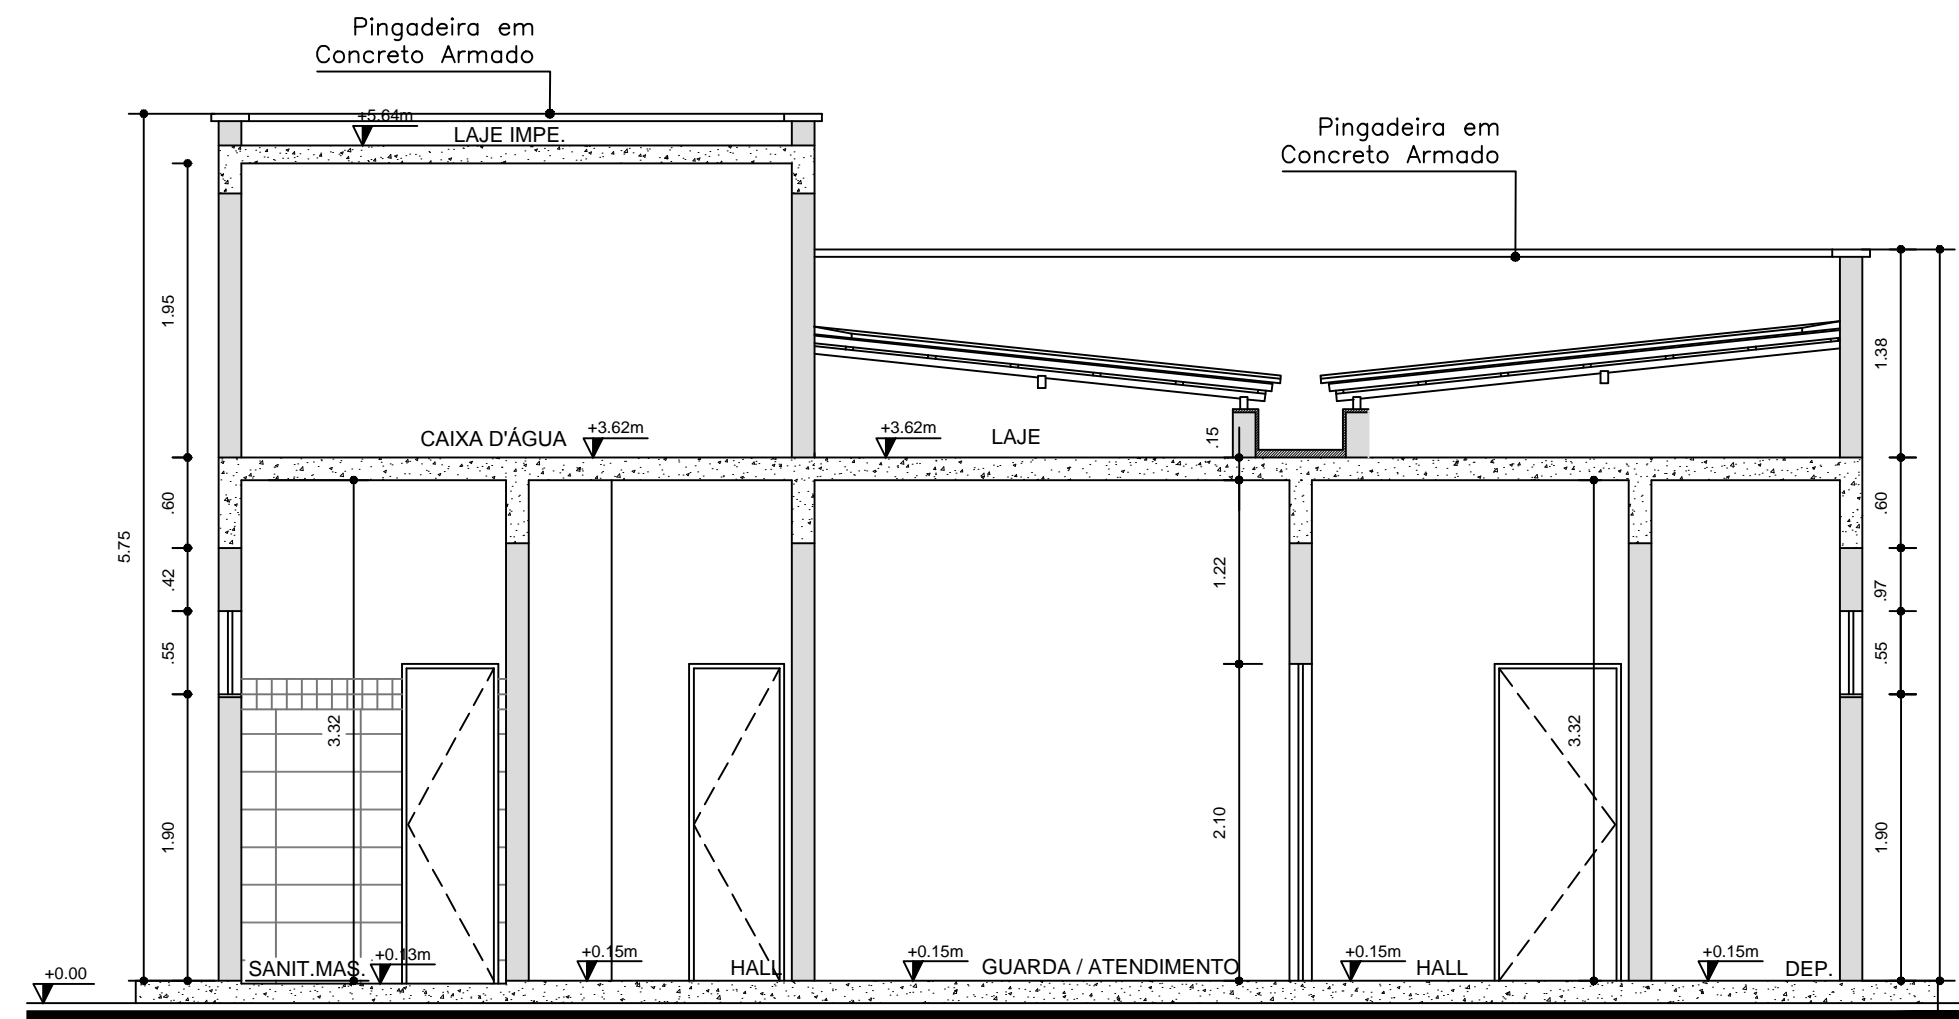 Pingadeira em
Concreto Armado
+5.64m
LAJE IMPE.
Pingadeira em
Concreto Armado
1.95
1.38
CAIXA D'ÁGUA
+3.62m
+3.62m
LAJE
.15
.60
.60
5.75
.42
1.22
.97
.55
.55
3.32
3.32
1.90
2.10
1.90
+0.00
SANIT.MAS.
+0.13m
+0.15m
HALL
+0.15m
GUARDA / ATENDIMENTO
+0.15m
HALL
+0.15m
DEP.